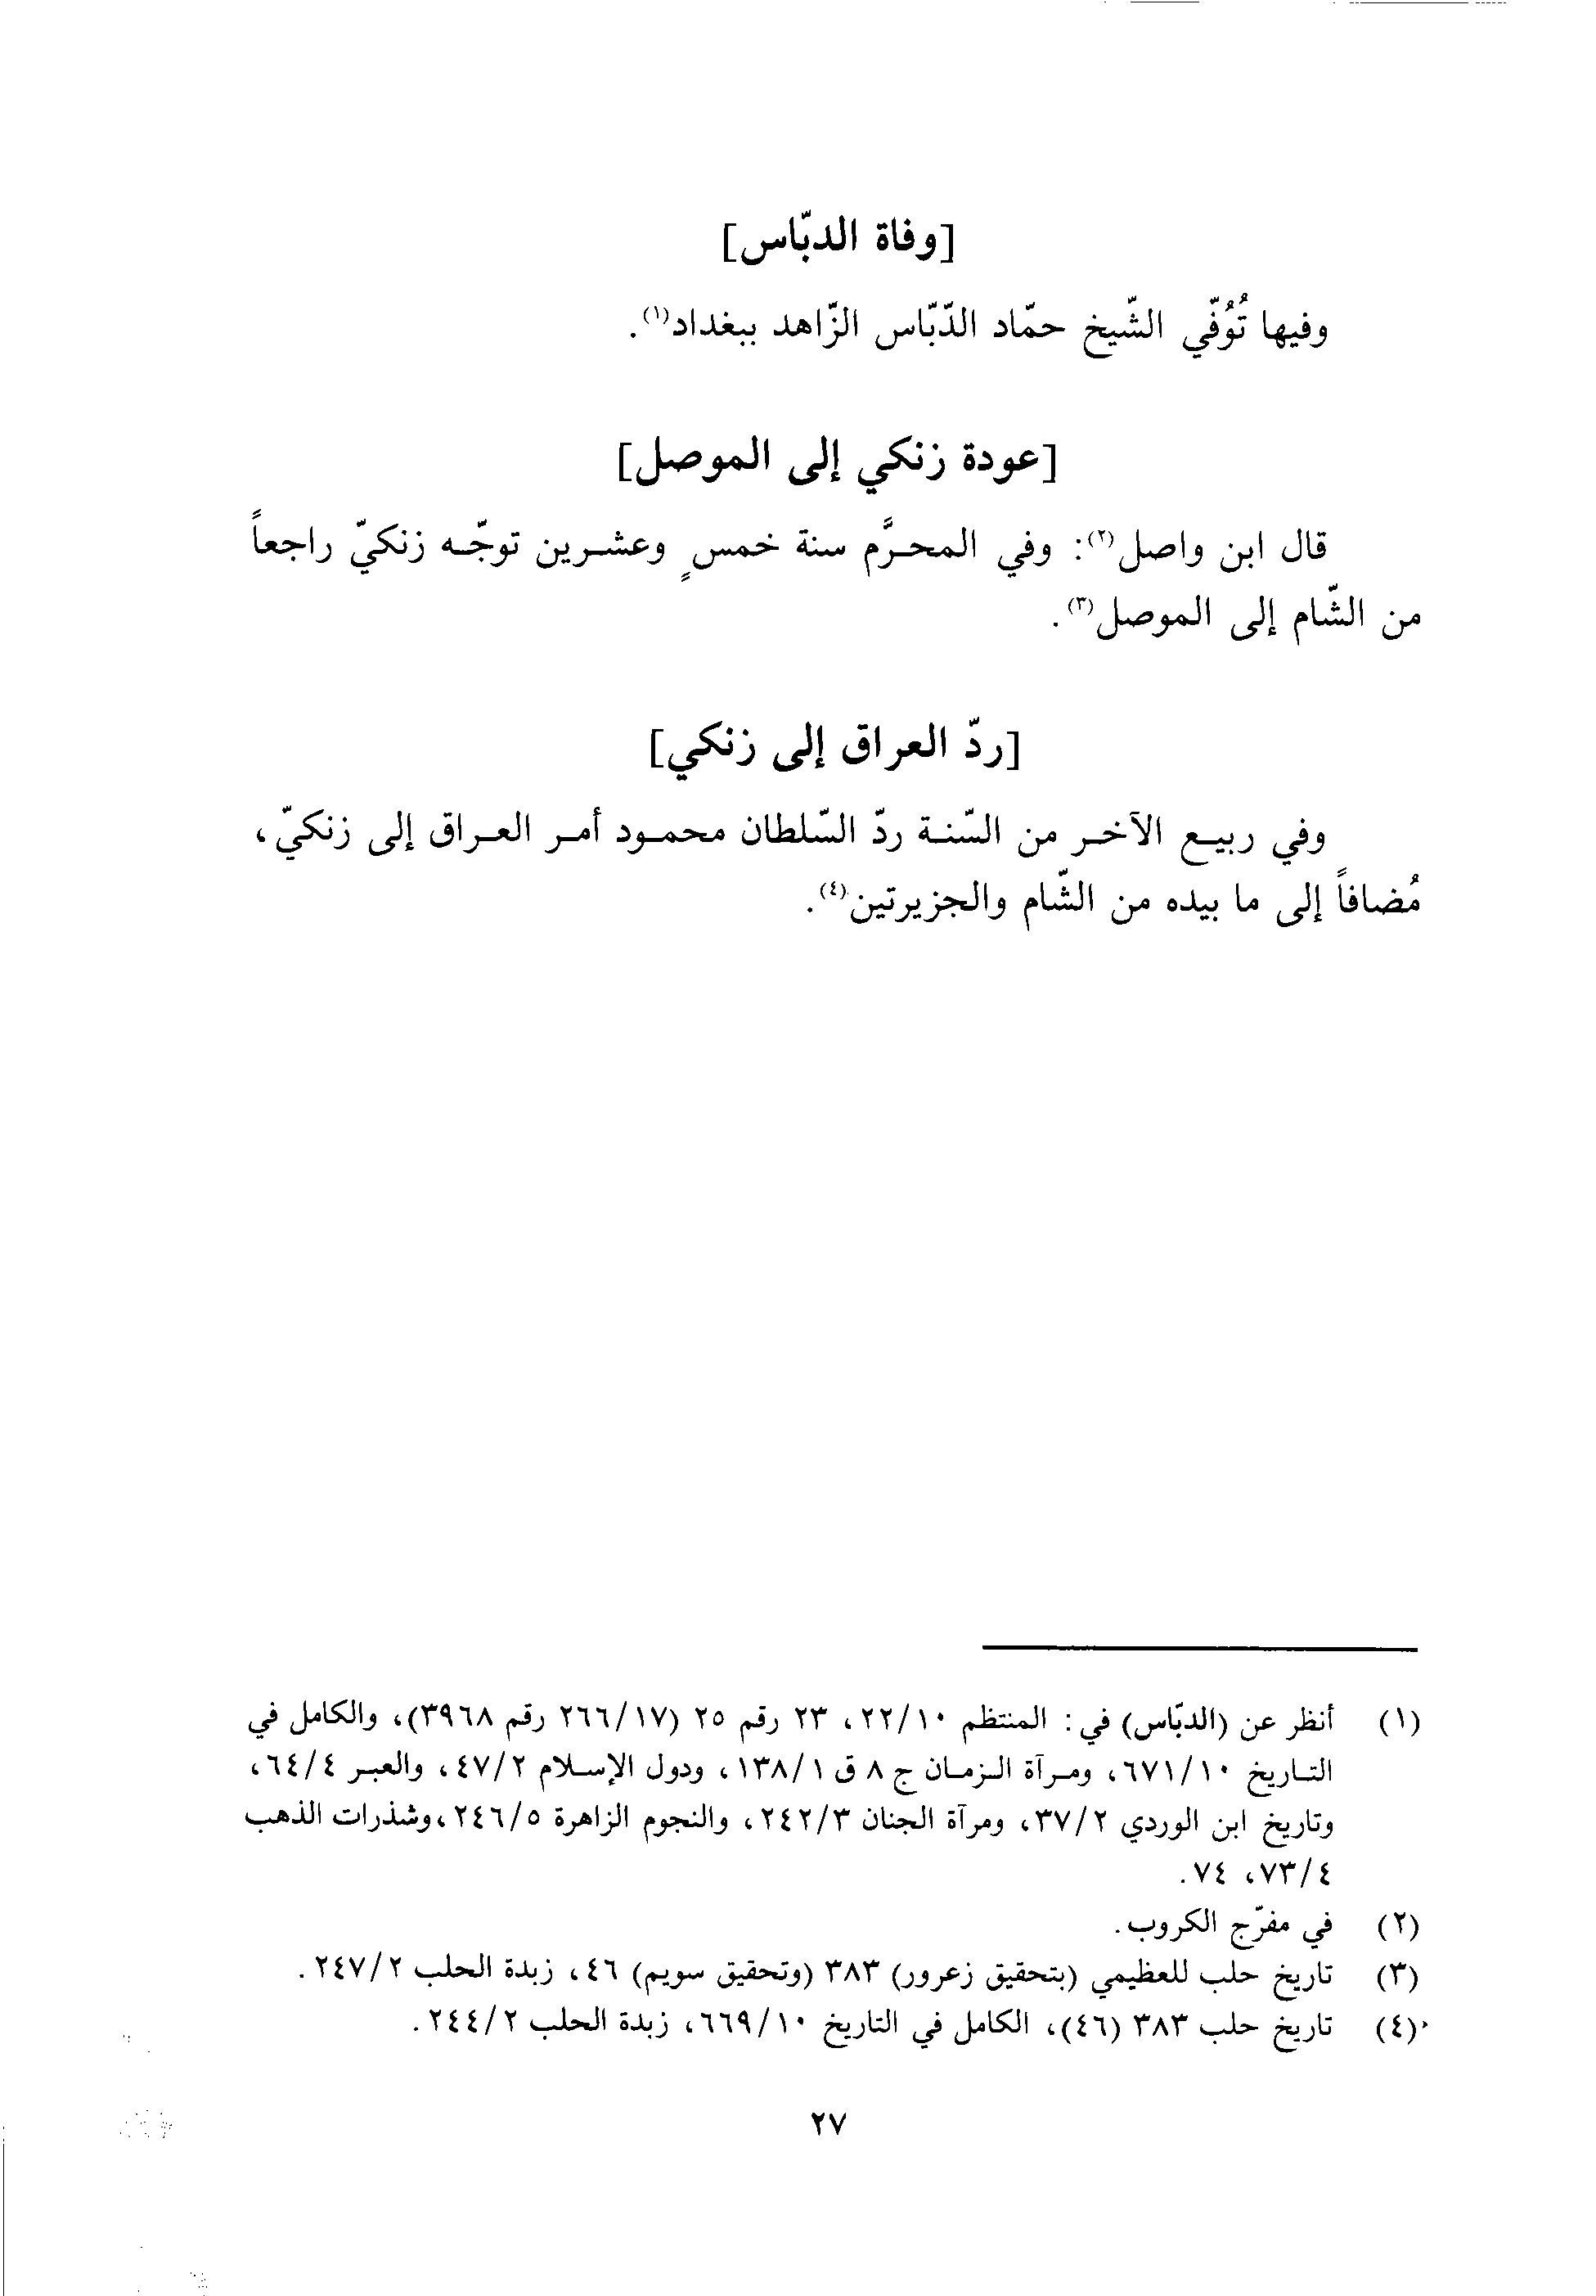 [وفاة الدبّاس]
وفيها تُوُفّي الشّيخ حمّاد الدّبّاس الزّاهد ببغداد(١).
[عودة زنكي إلى الموصل]
قال ابن واصل(٢): وفي المحرَّم سنة خمسٍ وعشرين توجّه زنكيّ راجعاً
من الشّام إلى الموصل(٣).
[ردّ العراق إلى زنكي]
وفي ربيع الآخر من السّنة ردّ السّلطان محمود أمر العراق إلى زنكيّ،
مُضافاً إلى ما بيده من الشّام والجزيرتين(٤).
(١) أنظر عن (الدبّاس) في: المنتظم ٢٢/١٠، ٢٣ رقم ٢٥ (٢٦٦/١٧ رقم ٣٩٦٨)، والكامل في
التاريخ ٦٧١/١٠، ومرآة الزمان ج ٨ ق ١٣٨/١، ودول الإسلام ٤٧/٢، والعبر ٦٤/٤،
وتاريخ ابن الوردي ٣٧/٢، ومرآة الجنان ٢٤٢/٣، والنجوم الزاهرة ٢٤٦/٥، وشذرات الذهب
٧٣/٤، ٧٤.
(٢) في مفرّج الكروب.
(٣) تاريخ حلب للعظيمي (بتحقيق زعرور) ٣٨٣ (وتحقيق سويم) ٤٦، زبدة الحلب ٢٤٧/٢.
(٤) تاريخ حلب ٣٨٣ (٤٦)، الكامل في التاريخ ٦٦٩/١٠، زبدة الحلب ٢٤٤/٢.
٢٧